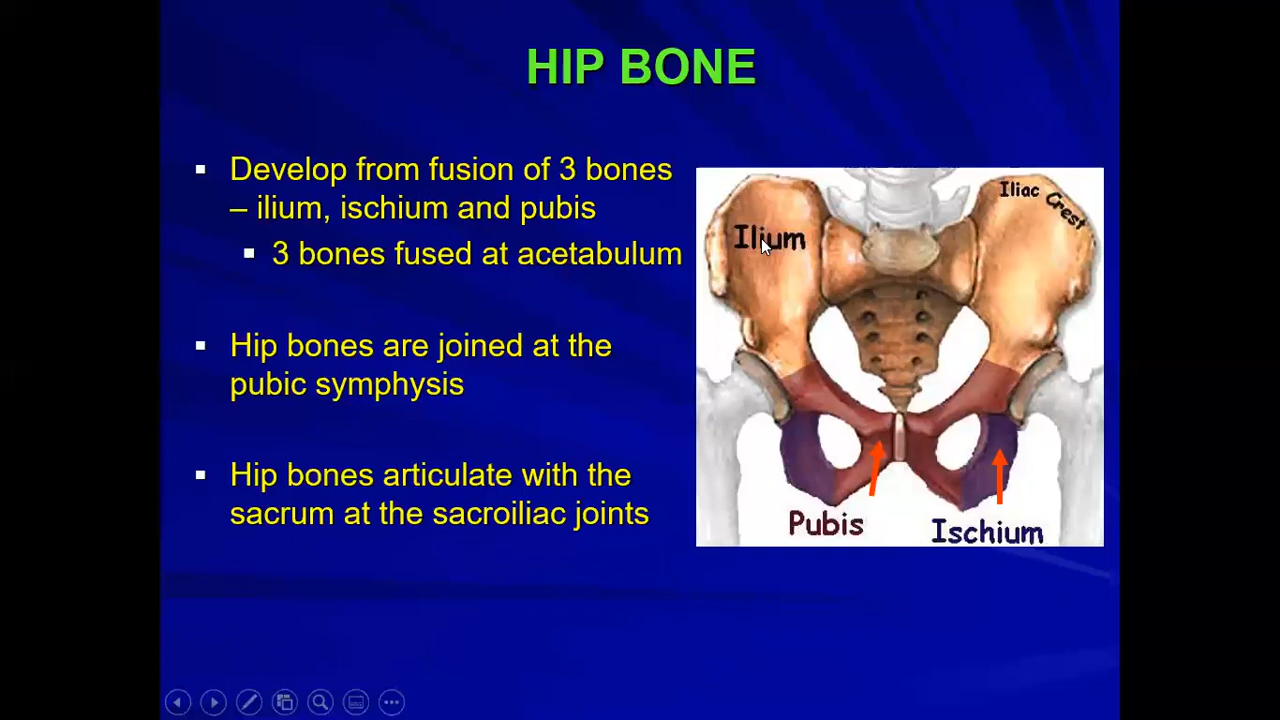 HIP BONE
▪ Develop from fusion of 3 bones
– ilium, ischium and pubis
▪ 3 bones fused at acetabulum
▪ Hip bones are joined at the
pubic symphysis
▪ Hip bones articulate with the
sacrum at the sacroiliac joints
Iliac Crest
Ilium
Pubis
Ischium